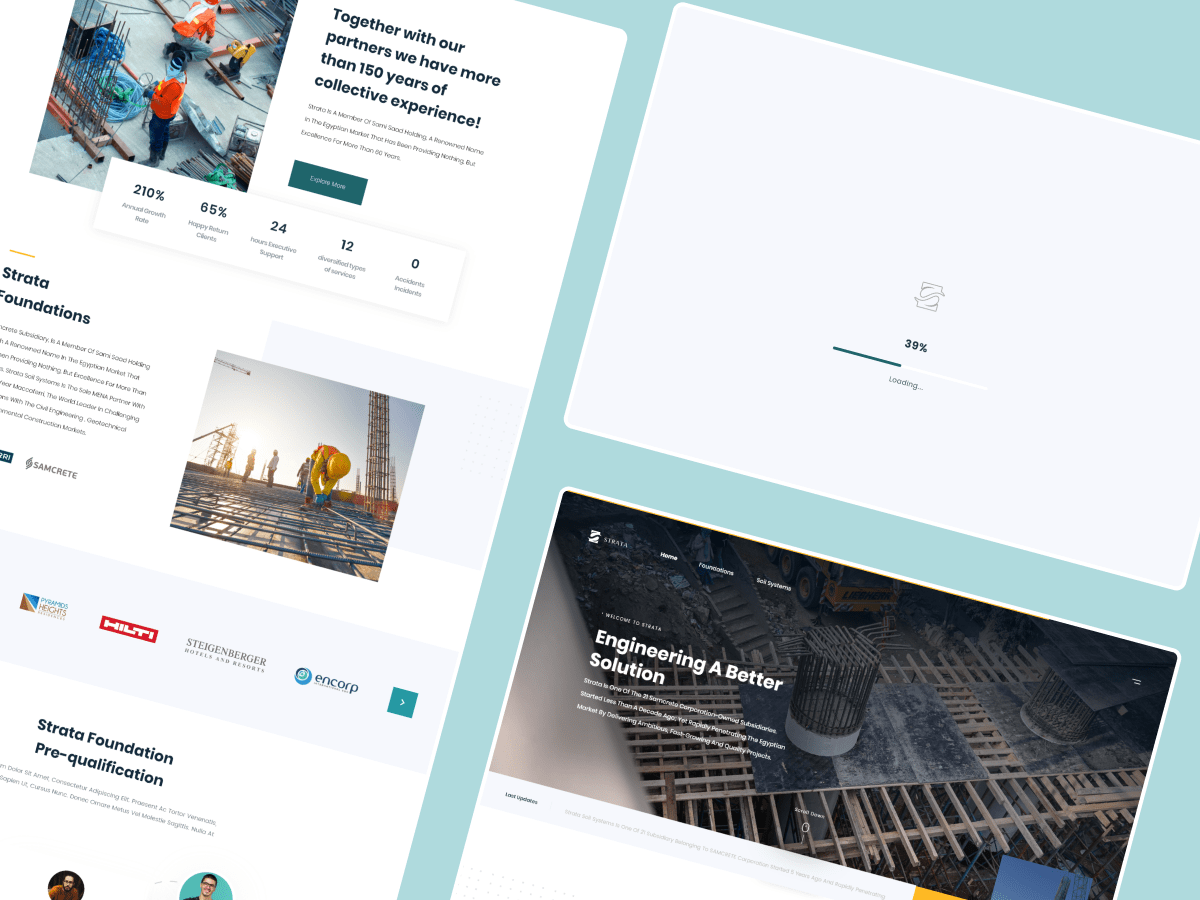 Together with our
partners we have more
than 150 years of
collective experience!
Strata Is A Member Of Sami Saad Holding, A Renowned Name
In The Egyptian Market That Has Been Providing Nothing, But
Excellence For More Than 60 Years.
Explore More
210%
Annual Growth
Rate
65%
Happy Return
Clients
24
hours Executive
Support
12
diversified types
of services
0
Accidents
incidents
Strata
Foundations
Subsidiary, Is A Member Of Sami Saad Holding
A Renowned Name In The Egyptian Market That
Been Providing Nothing, But Excellence For More Than
Strata Soil Systems Is The Sole MENA Partner With
Maccaferri, The World Leader In Challenging
With The Civil Engineering , Geotechnical
Construction Markets.
RRI
SAMCRETE
PYRAMIDS
HEIGHTS
HILTI
STEIGENBERGER
HOTELS AND RESORTS
encorp
Strata Foundation
Pre-qualification
m Dolor Sit Amet, Consectetur Adipiscing Elit. Praesent Ac Tortor Venenatis,
Sapien Ut, Cursus Nunc. Donec Ornare Metus Vel Molestie Sagittis. Nulla At
39%
Loading...
STRATA
Home
Foundations
Soil Systems
LIEBHERR
WELCOME TO STRATA
Engineering A Better
Solution
Strata Is One Of The 21 Samcrete Corporation-Owned Subsidiaries.
Started Less Than A Decade Ago, Yet Rapidly Penetrating The Egyptian
Market By Delivering Ambitious, Fast-Growing And Quality Projects.
Scroll Down
Last Updates
Strata Soil Systems Is One Of 21 Subsidiary Belonging To SAMCRETE Corporation Started 5 Years Ago And Rapidly Penetrating